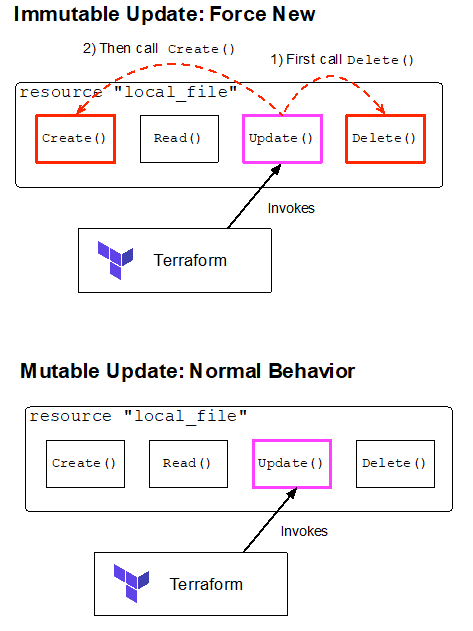 Immutable Update: Force New
2) Then call Create()
1) First call Delete()
resource "local_file"
Create()
Read()
Update()
Delete()
Invokes
Terraform
Mutable Update: Normal Behavior
resource "local_file"
Create()
Read()
Update()
Delete()
Invokes
Terraform